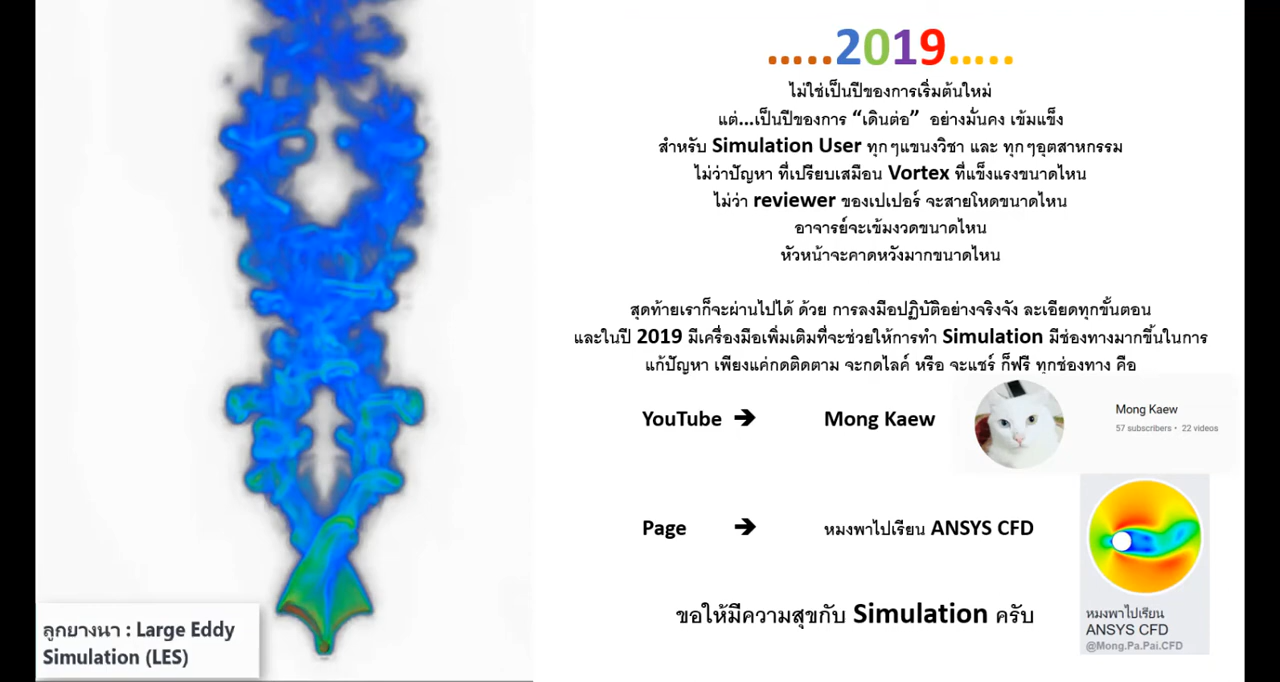 .....2019.....
ไม่ใช่เป็นปีของการเริ่มต้นใหม่
แต่...เป็นปีของการ “เดินต่อ” อย่างมั่นคง เข้มแข็ง
สำหรับ Simulation User ทุกๆแขนงวิชา และ ทุกๆอุตสาหกรรม
ไม่ว่าปัญหา ที่เปรียบเสมือน Vortex ที่แข็งแรงขนาดไหน
ไม่ว่า reviewer ของเปเปอร์ จะสายโหดขนาดไหน
อาจารย์จะเข้มงวดขนาดไหน
หัวหน้าจะคาดหวังมากขนาดไหน
สุดท้ายเราก็จะผ่านไปได้ ด้วย การลงมือปฏิบัติอย่างจริงจัง ละเอียดทุกขั้นตอน
และในปี 2019 มีเครื่องมือเพิ่มเติมที่จะช่วยให้การทำ Simulation มีช่องทางมากขึ้นในการ
แก้ปัญหา เพียงแค่กดติดตาม จะกดไลค์ หรือ จะแชร์ ก็ฟรี ทุกช่องทาง คือ
YouTube ➔ Mong Kaew
Mong Kaew
57 subscribers • 22 videos
Page ➔ หมงพาไปเรียน ANSYS CFD
หมงพาไปเรียน
ANSYS CFD
@Mong.Pa.Pai.CFD
ขอให้มีความสุขกับ Simulation ครับ
ลูกยางนา : Large Eddy
Simulation (LES)